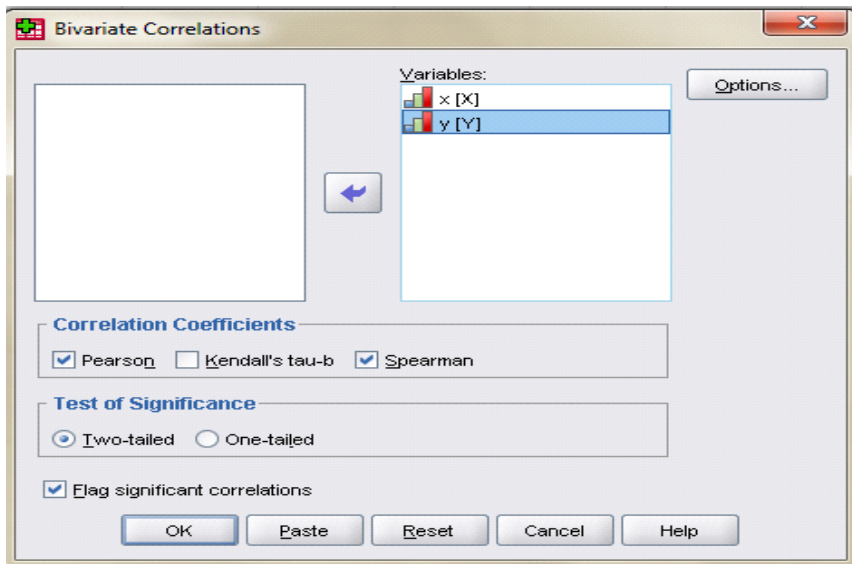 Bivariate Correlations
Variables:
x [X]
y [Y]
Options...
Correlation Coefficients
Pearson Kendall's tau-b Spearman
Test of Significance
Two-tailed One-tailed
Flag significant correlations
OK Paste Reset Cancel Help